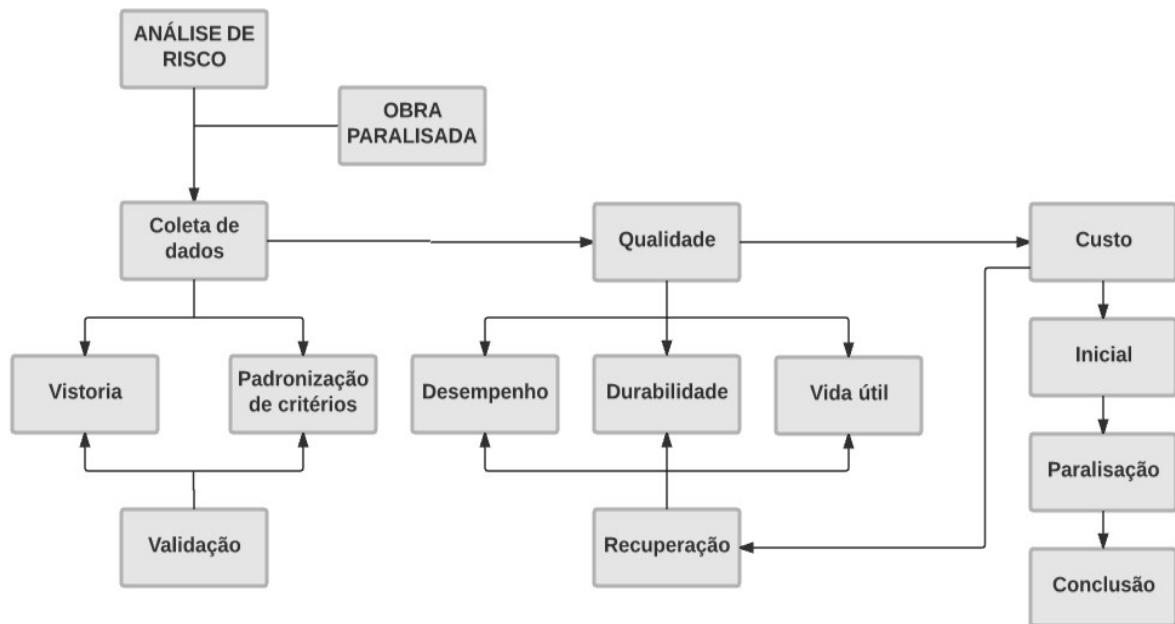 ANÁLISE DE
RISCO
OBRA
PARALISADA
Coleta de
dados
Qualidade
Custo
Vistoria
Padronização
de critérios
Desempenho
Durabilidade
Vida útil
Inicial
Paralisação
Validação
Recuperação
Conclusão